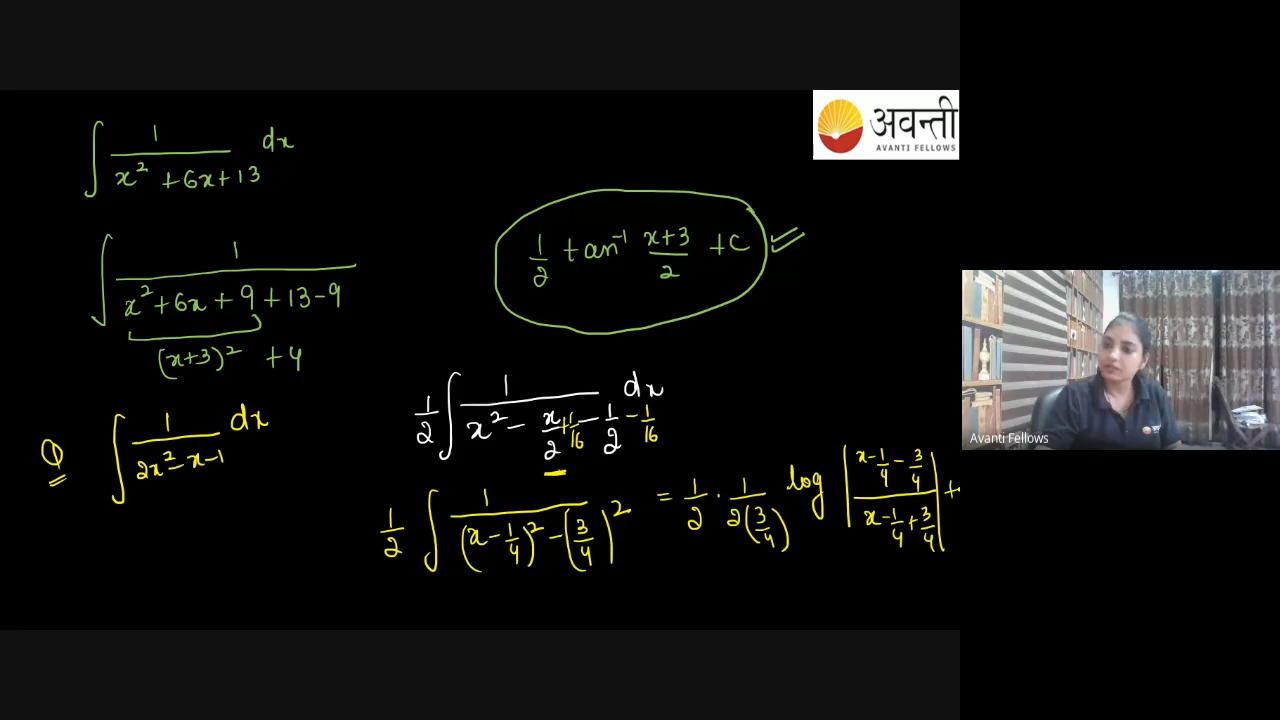 ∫ 1/(x² + 6x + 13) dx
∫ 1/(x² + 6x + 9 + 13 - 9)
(x+3)² + 4
1/2 tan⁻¹ (x+3)/2 + C
Q ∫ 1/(2x² - x - 1) dx
1/2 ∫ 1/(x² - x/2 + 1/16 - 1/2 - 1/16) dx
1/2 ∫ 1/((x - 1/4)² - (3/4)²) = 1/2 · 1/(2(3/4)) log |(x - 1/4 - 3/4)/(x - 1/4 + 3/4)| +
अवन्ती
AVANTI FELLOWS
Avanti Fellows